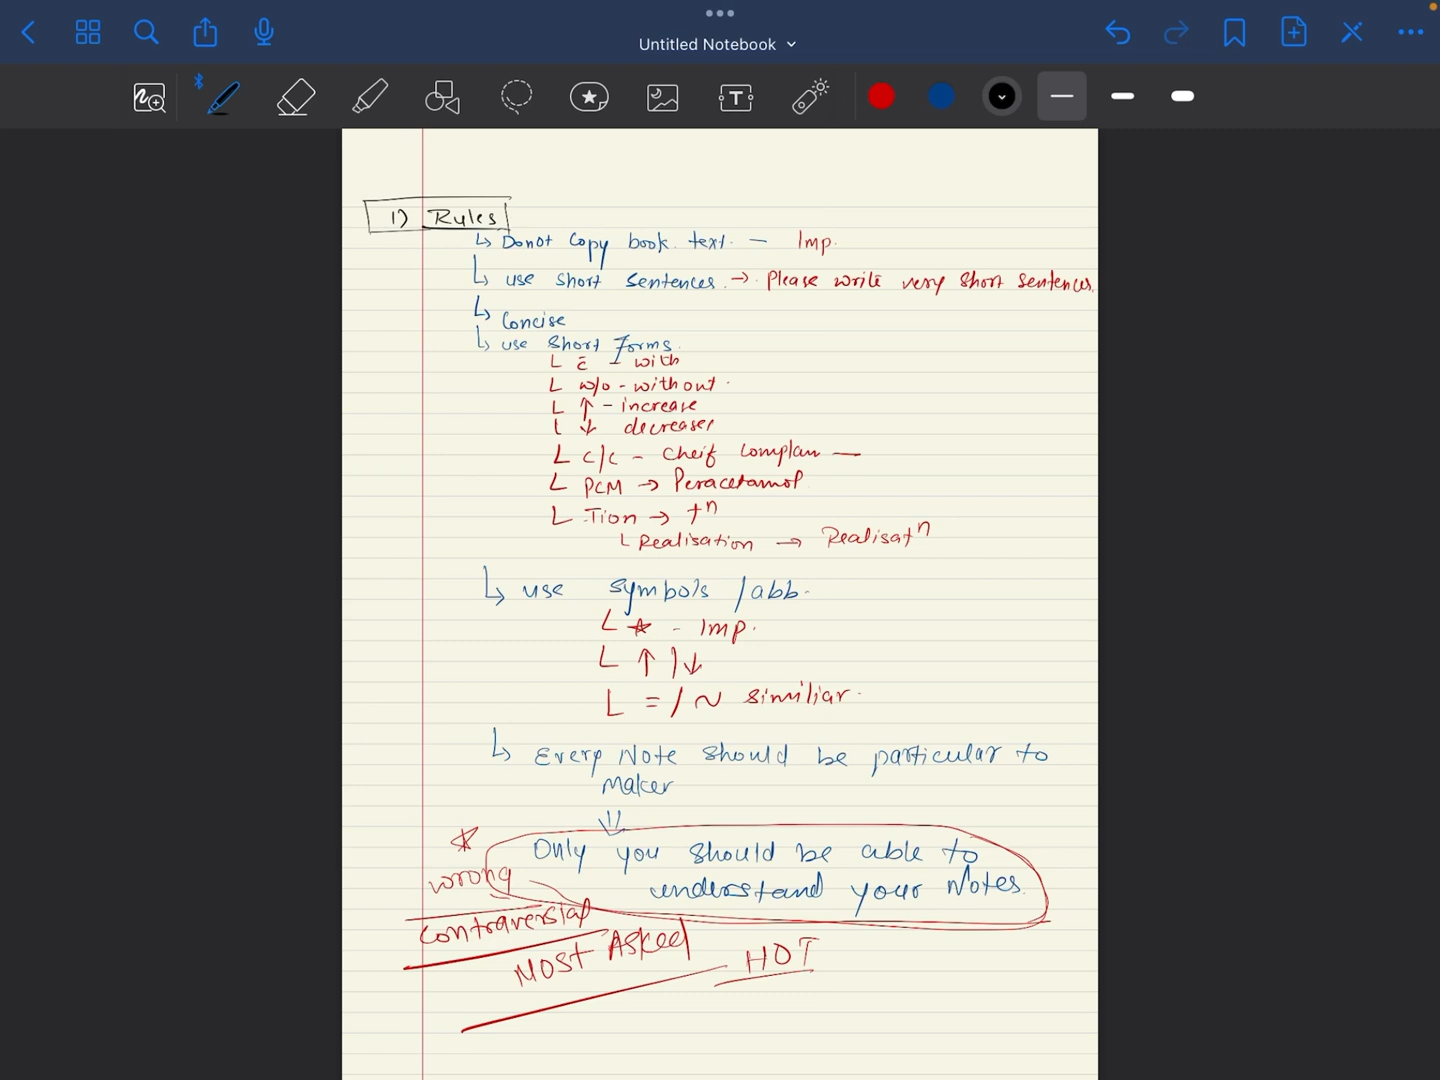 Untitled Notebook
T
1) Rules
↳ Donot Copy book text. — Imp.
↳ use short sentences. → Please write very short sentences.
↳ Concise
↳ use short forms.
L c̄ - with
L w/o - without.
L ↑ - increase
L ↓ decreases
L c/c - Cheif Complan —
L PCM → Peracetamol
L Tion → tⁿ
L Realisation → Realisatⁿ
↳ use symbols /abb.
L ☆ - Imp.
L ↑ / ↓
L = / ~ similiar.
↳ Every Note should be particular to
Maker
⇓
☆ Only you should be able to
wrong understand your Notes.
Contraversial
MOST ASKed HOT